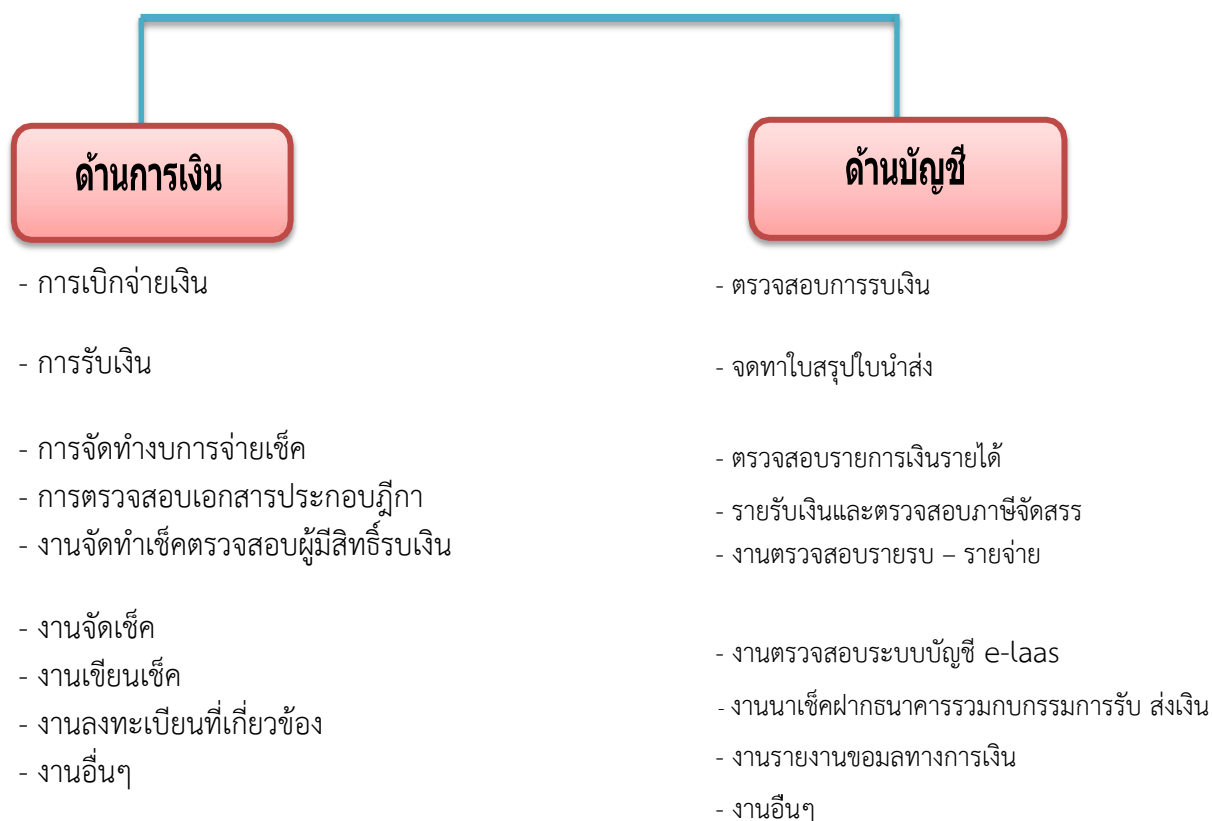 ด้านการเงิน
- การเบิกจ่ายเงิน
- การรับเงิน
- การจัดทำงบการจ่ายเช็ค
- การตรวจสอบเอกสารประกอบฎีกา
- งานจัดทำเช็คตรวจสอบผู้มีสิทธิ์รบเงิน
- งานจัดเช็ค
- งานเขียนเช็ค
- งานลงทะเบียนที่เกี่ยวข้อง
- งานอื่นๆ
ด้านบัญชี
- ตรวจสอบการรบเงิน
- จดทาใบสรุปใบนำส่ง
- ตรวจสอบรายการเงินรายได้
- รายรับเงินและตรวจสอบภาษีจัดสรร
- งานตรวจสอบรายรบ – รายจ่าย
- งานตรวจสอบระบบบัญชี e-laas
- งานนาเช็คฝากธนาคารรวมกบกรรมการรับ ส่งเงิน
- งานรายงานขอมลทางการเงิน
- งานอืนๆ